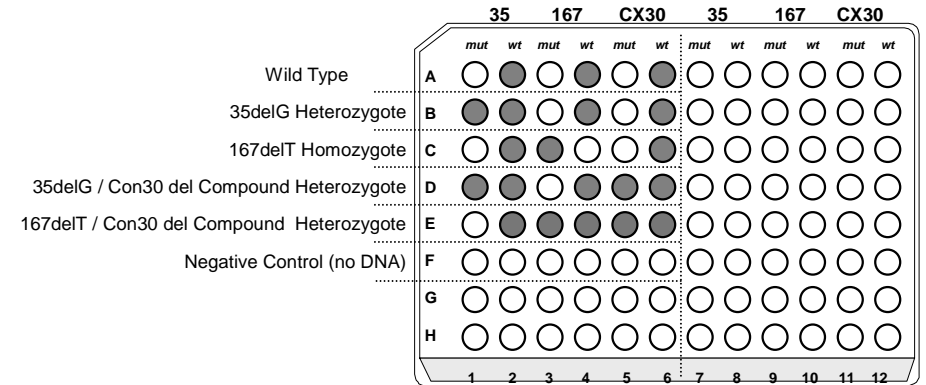 35 167 CX30 35 167 CX30
mut wt mut wt mut wt mut wt mut wt mut wt
Wild Type A
35delG Heterozygote B
167delT Homozygote C
35delG / Con30 del Compound Heterozygote D
167delT / Con30 del Compound Heterozygote E
Negative Control (no DNA) F
G
H
1 2 3 4 5 6 7 8 9 10 11 12